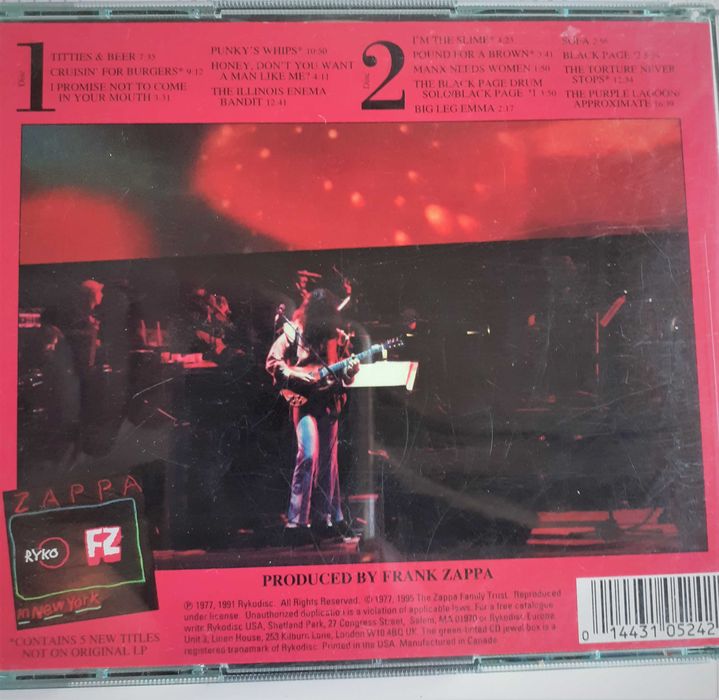 Disc 1
TITTIES & BEER 7:35
CRUISIN' FOR BURGERS* 9:12
I PROMISE NOT TO COME
IN YOUR MOUTH 3:31
PUNKY'S WHIPS* 10:50
HONEY, DON'T YOU WANT
A MAN LIKE ME? 4:11
THE ILLINOIS ENEMA
BANDIT 12:41
Disc 2
I'M THE SLIME* 4:23
POUND FOR A BROWN* 3:41
MANX NEEDS WOMEN 1:50
THE BLACK PAGE DRUM
SOLO/BLACK PAGE #1 3:50
BIG LEG EMMA 2:17
SOFA 2:56
BLACK PAGE #2
THE TORTURE NEVER
STOPS* 12:34
THE PURPLE LAGOON/
APPROXIMATE 16:39
ZAPPA
RYKO
FZ
in New York
*CONTAINS 5 NEW TITLES
NOT ON ORIGINAL LP
PRODUCED BY FRANK ZAPPA
℗ 1977, 1991 Rykodisc. All Rights Reserved. © 1977, 1995 The Zappa Family Trust. Reproduced
under license. Unauthorized duplication is a violation of applicable laws. For a free catalogue
write: Rykodisc USA, Shetland Park, 27 Congress Street, Salem, MA 01970 or Rykodisc Europe,
Unit 3, Linen House, 253 Kilburn Lane, London W10 4BQ UK. The green-tinted CD jewel box is a
registered trademark of Rykodisc. Printed in the USA. Manufactured in Canada.
0 14431 05242